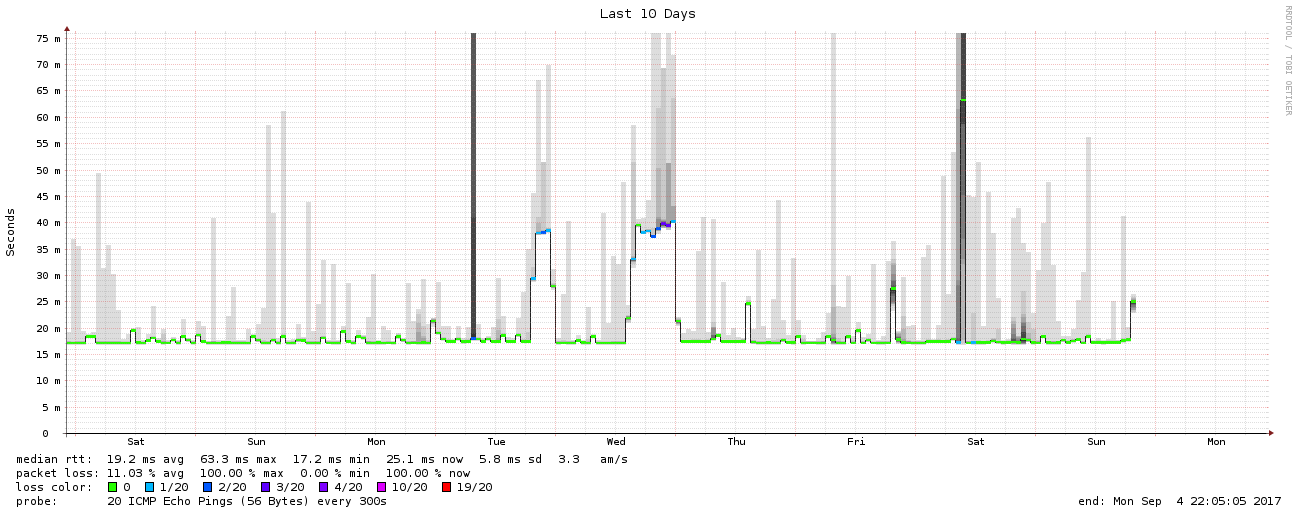 Last 10 Days
RRDTOOL / TOBI OETIKER
Seconds
75 m
70 m
65 m
60 m
55 m
50 m
45 m
40 m
35 m
30 m
25 m
20 m
15 m
10 m
5 m
0
Sat Sun Mon Tue Wed Thu Fri Sat Sun Mon
median rtt: 19.2 ms avg 63.3 ms max 17.2 ms min 25.1 ms now 5.8 ms sd 3.3 am/s
packet loss: 11.03 % avg 100.00 % max 0.00 % min 100.00 % now
loss color: 0 1/20 2/20 3/20 4/20 10/20 19/20
probe: 20 ICMP Echo Pings (56 Bytes) every 300s end: Mon Sep 4 22:05:05 2017